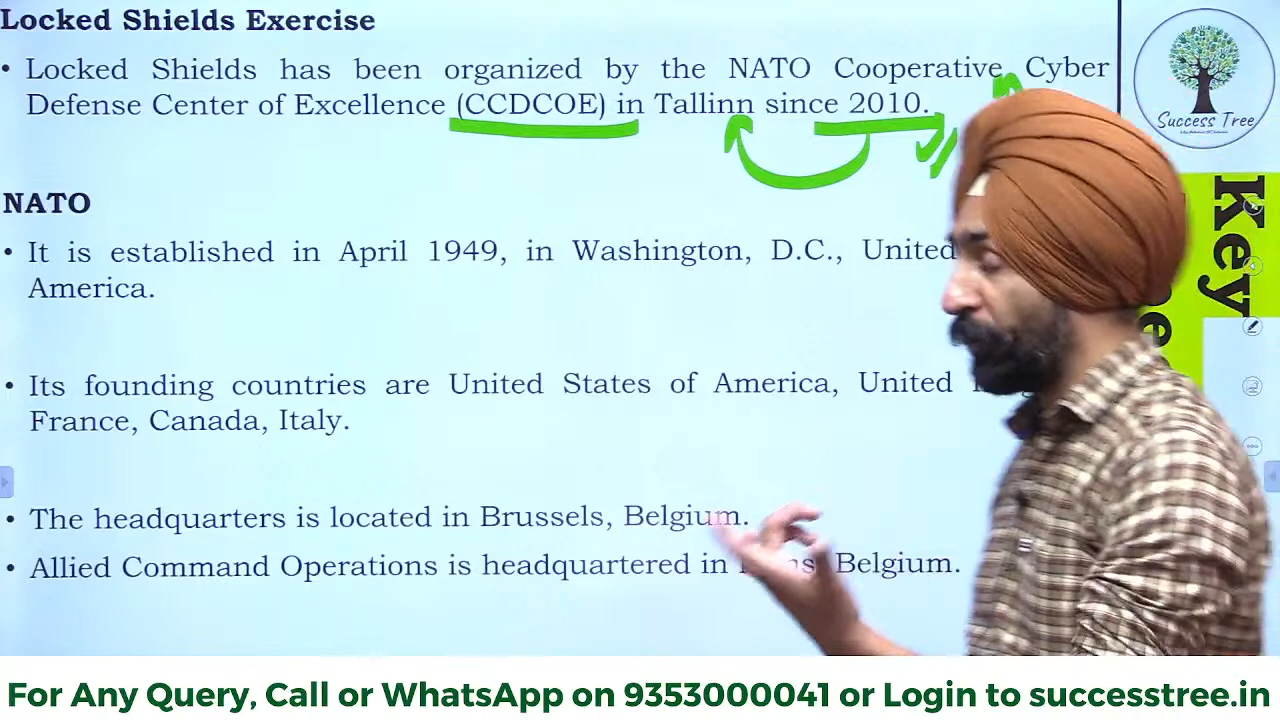 Locked Shields Exercise
• Locked Shields has been organized by the NATO Cooperative Cyber
Defense Center of Excellence (CCDCOE) in Tallinn since 2010.
Success Tree
NATO
• It is established in April 1949, in Washington, D.C., United
America.
Key
• Its founding countries are United States of America, United
France, Canada, Italy.
• The headquarters is located in Brussels, Belgium.
• Allied Command Operations is headquartered in Belgium.
For Any Query, Call or WhatsApp on 9353000041 or Login to successtree.in